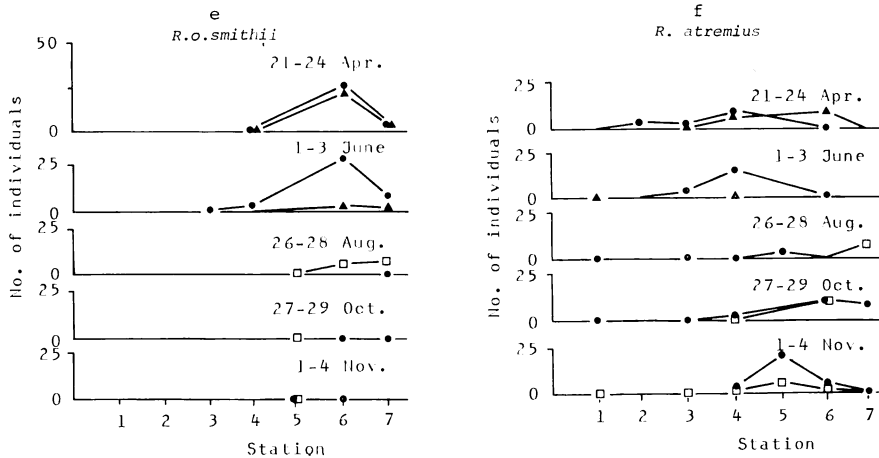 e
R.o.smithii
No. of individuals
50
21-24 Apr.
0
25
1-3 June
0
25
26-28 Aug.
0
25
27-29 Oct.
0
25
1-4 Nov.
0
1 2 3 4 5 6 7
Station
f
R. atremius
No. of individuals
25
21-24 Apr.
0
25
1-3 June
0
25
26-28 Aug.
0
25
27-29 Oct.
0
25
1-4 Nov.
0
1 2 3 4 5 6 7
Station